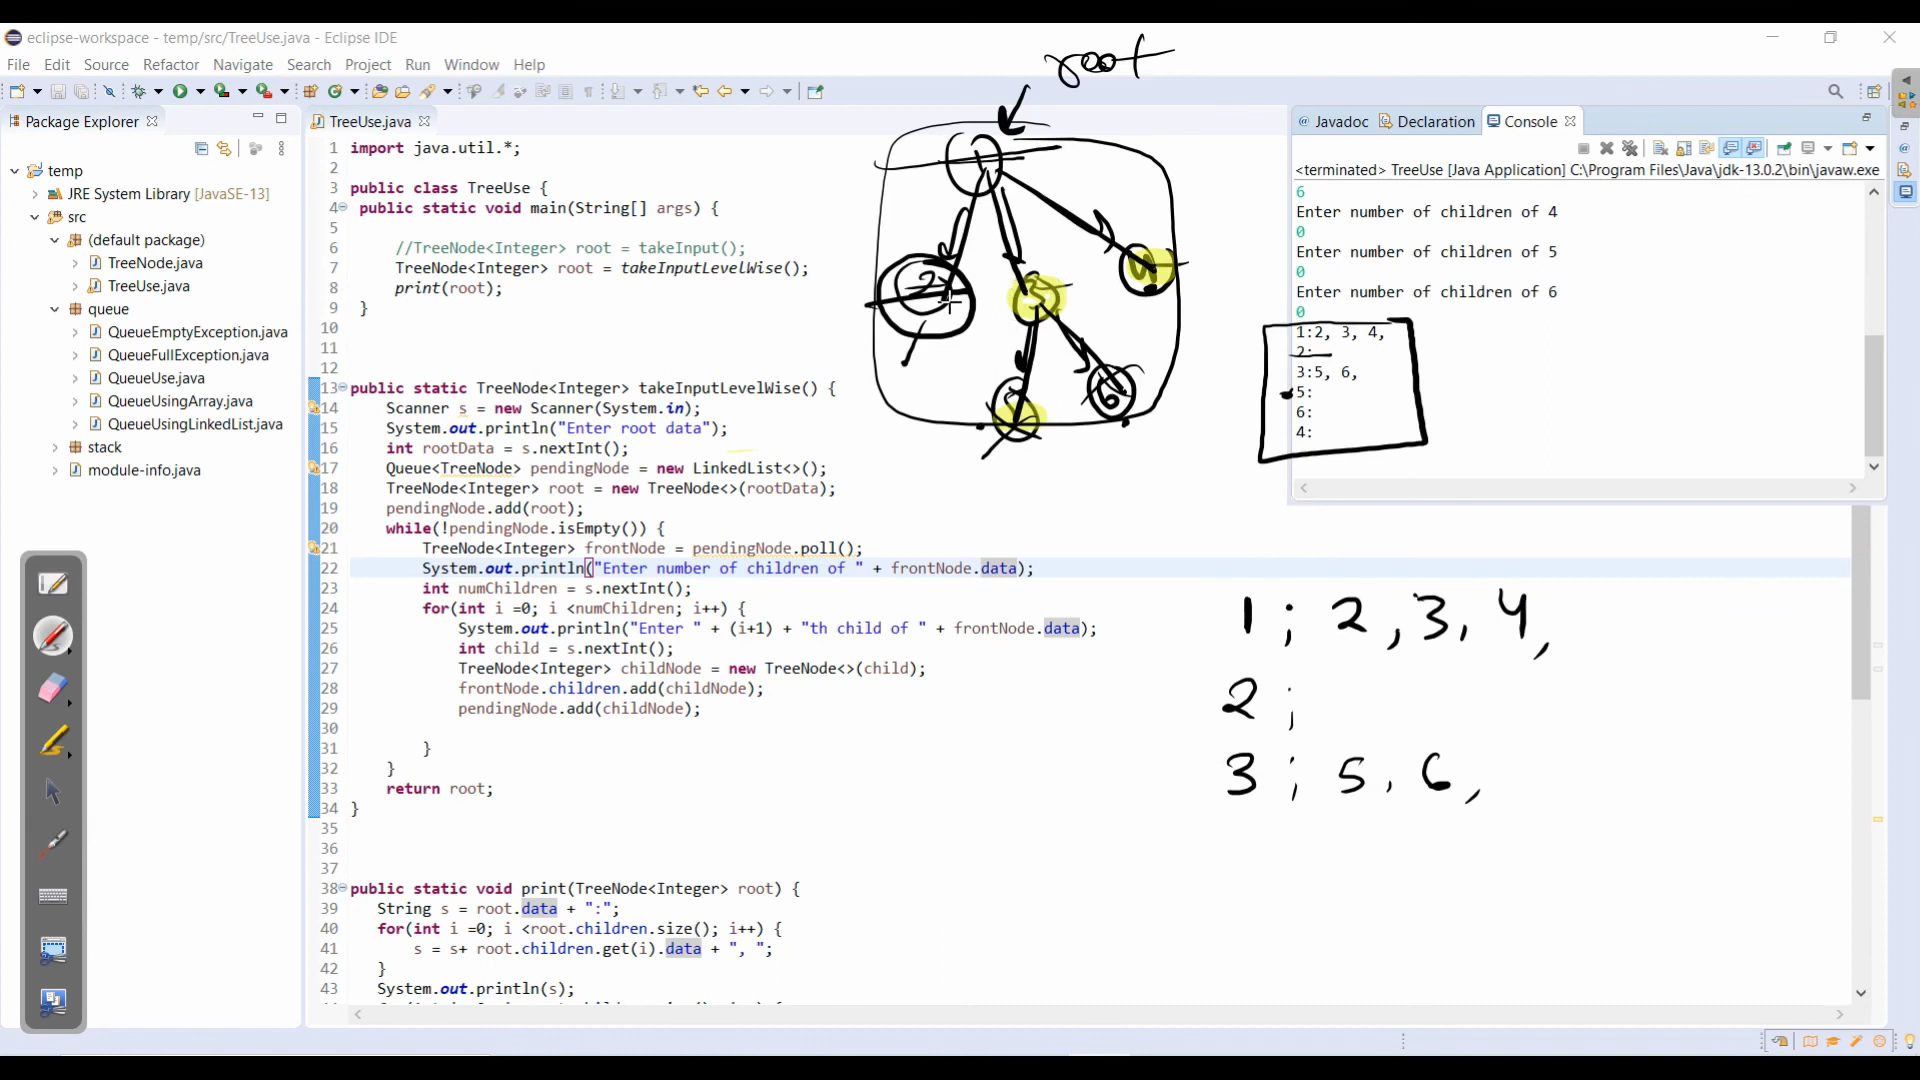 eclipse-workspace - temp/src/TreeUse.java - Eclipse IDE
File Edit Source Refactor Navigate Search Project Run Window Help
root
Package Explorer
temp
JRE System Library [JavaSE-13]
src
(default package)
TreeNode.java
TreeUse.java
queue
QueueEmptyException.java
QueueFullException.java
QueueUse.java
QueueUsingArray.java
QueueUsingLinkedList.java
stack
module-info.java
TreeUse.java
1 import java.util.*;
2
3 public class TreeUse {
4 public static void main(String[] args) {
5
6 //TreeNode<Integer> root = takeInput();
7 TreeNode<Integer> root = takeInputLevelWise();
8 print(root);
9 }
10
11
12
13 public static TreeNode<Integer> takeInputLevelWise() {
14 Scanner s = new Scanner(System.in);
15 System.out.println("Enter root data");
16 int rootData = s.nextInt();
17 Queue<TreeNode> pendingNode = new LinkedList<>();
18 TreeNode<Integer> root = new TreeNode<>(rootData);
19 pendingNode.add(root);
20 while(!pendingNode.isEmpty()) {
21 TreeNode<Integer> frontNode = pendingNode.poll();
22 System.out.println("Enter number of children of " + frontNode.data);
23 int numChildren = s.nextInt();
24 for(int i =0; i <numChildren; i++) {
25 System.out.println("Enter " + (i+1) + "th child of " + frontNode.data);
26 int child = s.nextInt();
27 TreeNode<Integer> childNode = new TreeNode<>(child);
28 frontNode.children.add(childNode);
29 pendingNode.add(childNode);
30
31 }
32 }
33 return root;
34 }
35
36
37
38 public static void print(TreeNode<Integer> root) {
39 String s = root.data + ":";
40 for(int i =0; i <root.children.size(); i++) {
41 s = s+ root.children.get(i).data + ", ";
42 }
43 System.out.println(s);
1
2
3
4
6
Javadoc Declaration Console
<terminated> TreeUse [Java Application] C:\Program Files\Java\jdk-13.0.2\bin\javaw.exe
6
Enter number of children of 4
0
Enter number of children of 5
0
Enter number of children of 6
0
1:2, 3, 4,
2:
3:5, 6,
5:
6:
4:
1 ; 2 , 3 , 4 ,
2 ;
3 ; 5 , 6 ,